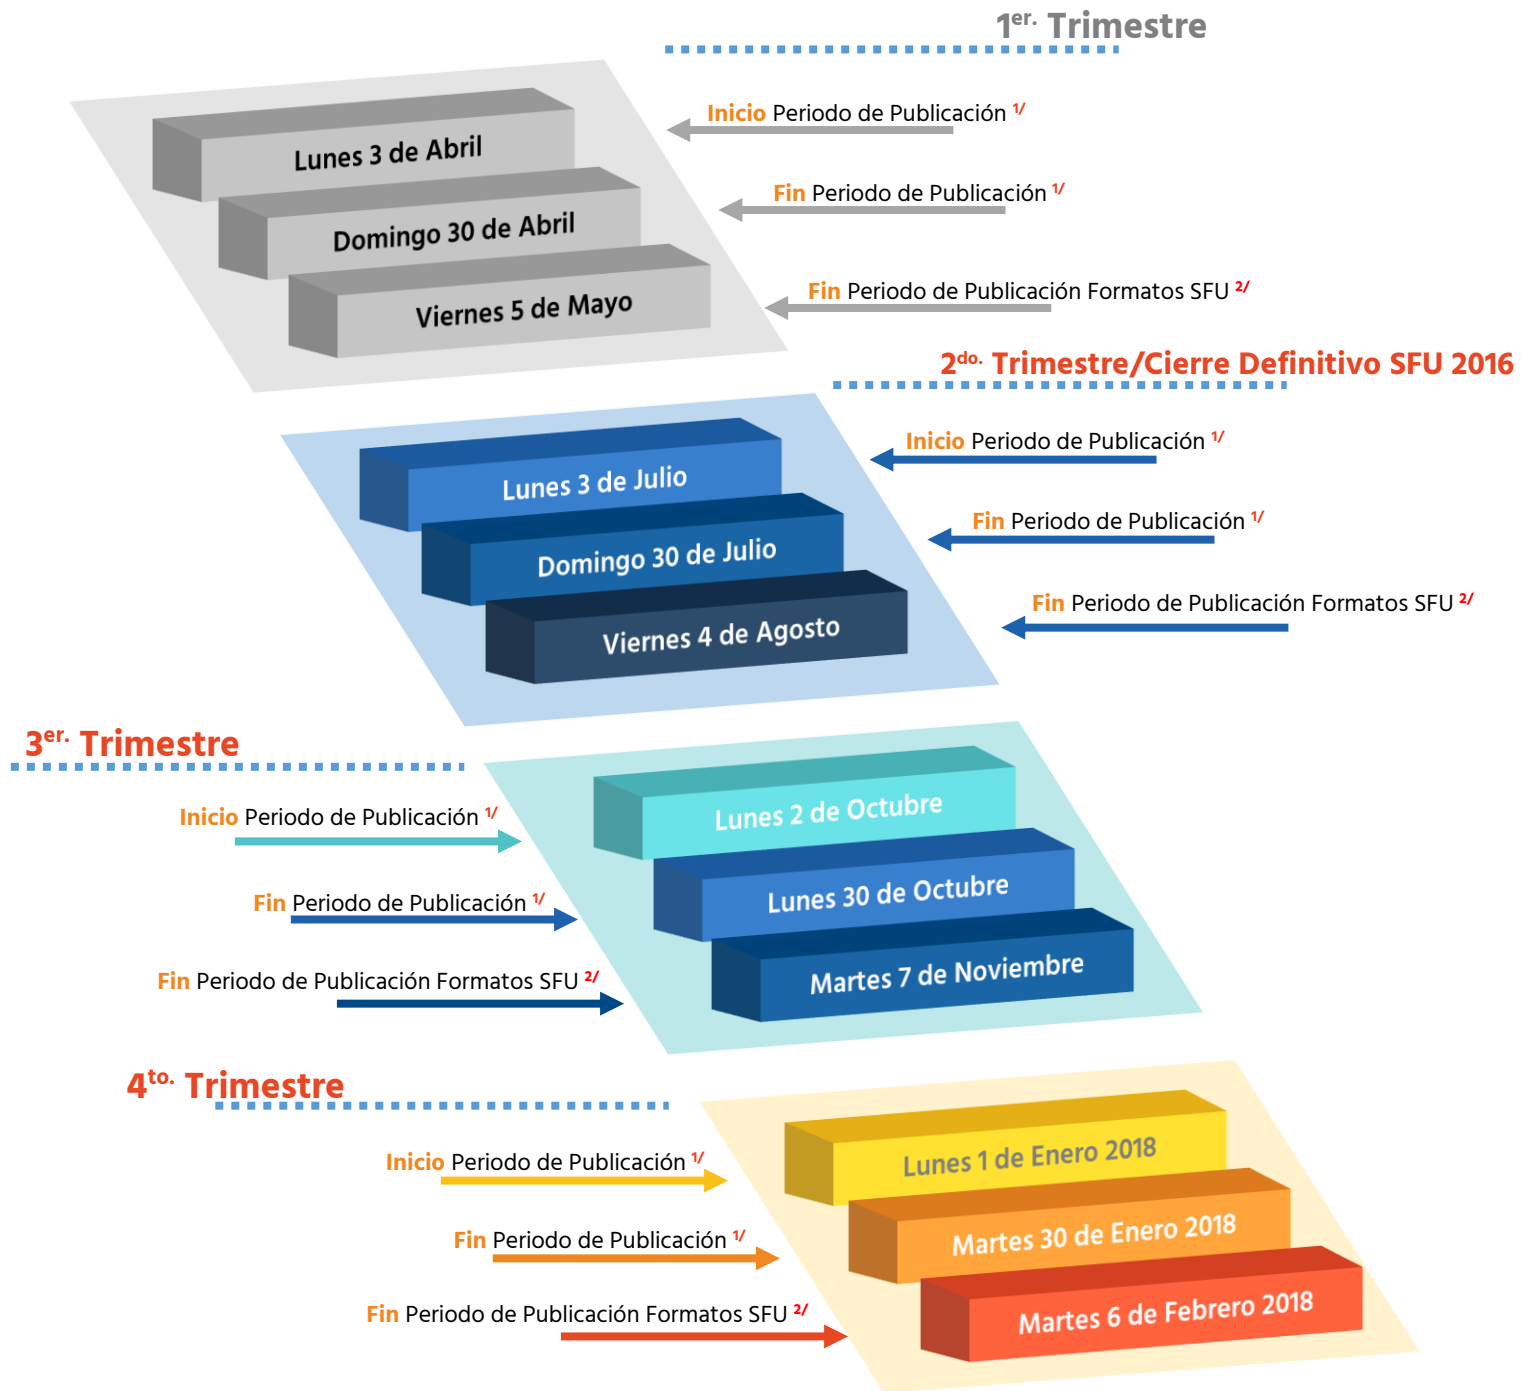 1er. Trimestre
Inicio Periodo de Publicación 1/
Lunes 3 de Abril
Fin Periodo de Publicación 1/
Domingo 30 de Abril
Fin Periodo de Publicación Formatos SFU 2/
Viernes 5 de Mayo
2do. Trimestre/Cierre Definitivo SFU 2016
Inicio Periodo de Publicación 1/
Lunes 3 de Julio
Fin Periodo de Publicación 1/
Domingo 30 de Julio
Fin Periodo de Publicación Formatos SFU 2/
Viernes 4 de Agosto
3er. Trimestre
Inicio Periodo de Publicación 1/
Lunes 2 de Octubre
Fin Periodo de Publicación 1/
Lunes 30 de Octubre
Fin Periodo de Publicación Formatos SFU 2/
Martes 7 de Noviembre
4to. Trimestre
Inicio Periodo de Publicación 1/
Lunes 1 de Enero 2018
Fin Periodo de Publicación 1/
Martes 30 de Enero 2018
Fin Periodo de Publicación Formatos SFU 2/
Martes 6 de Febrero 2018